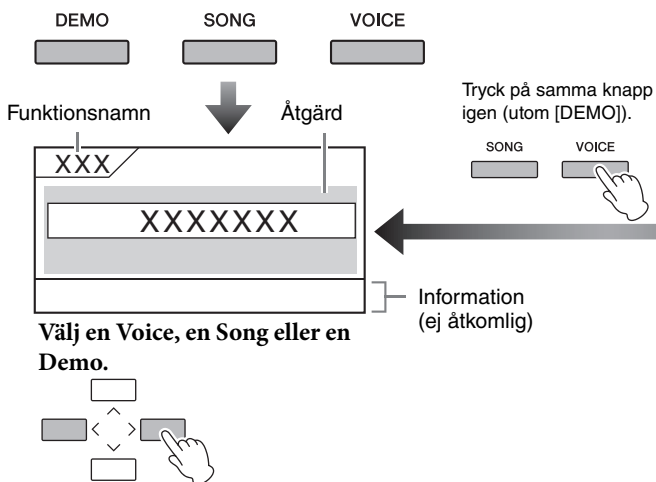 DEMO SONG VOICE
Tryck på samma knapp
igen (utom [DEMO]).
Funktionsnamn Åtgärd
SONG VOICE
XXX
XXXXXXX
Information
(ej åtkomlig)
Välj en Voice, en Song eller en
Demo.